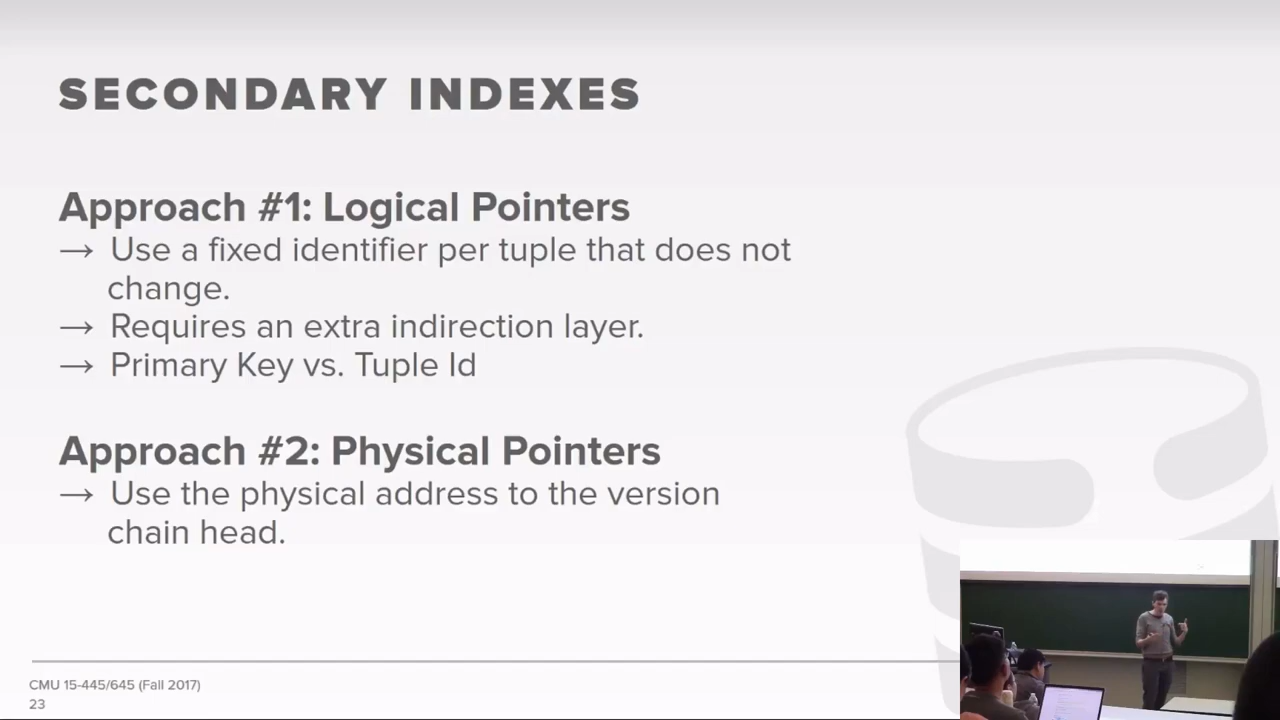 SECONDARY INDEXES
Approach #1: Logical Pointers
→ Use a fixed identifier per tuple that does not
change.
→ Requires an extra indirection layer.
→ Primary Key vs. Tuple Id
Approach #2: Physical Pointers
→ Use the physical address to the version
chain head.
CMU 15-445/645 (Fall 2017)
23